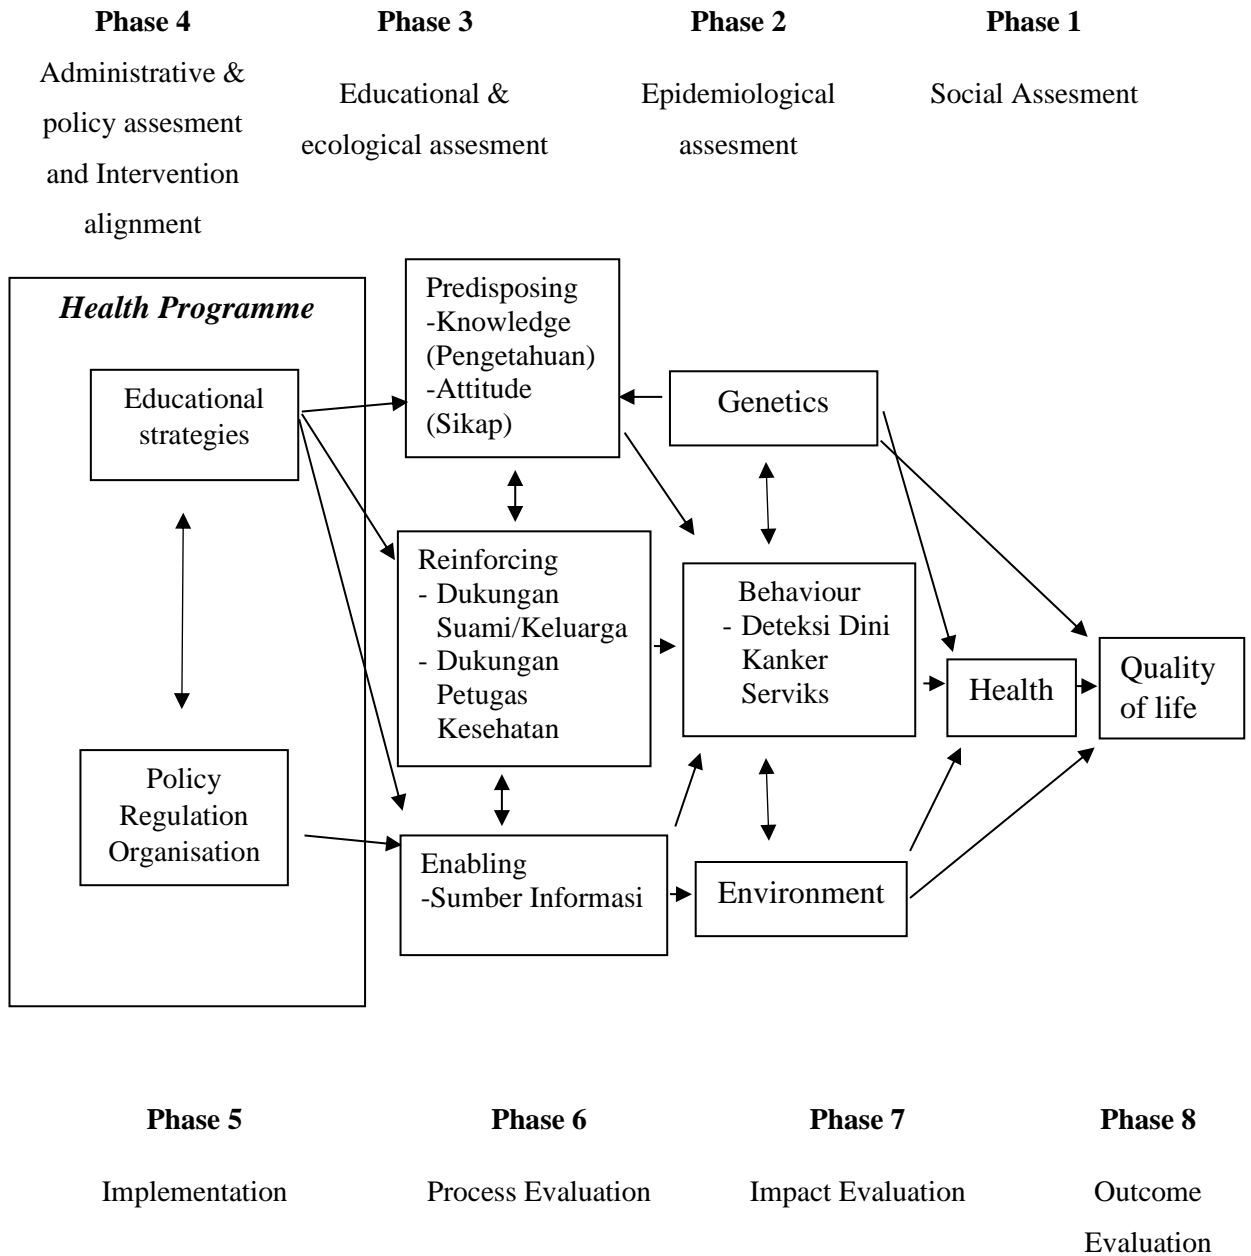 Phase 4
Phase 3
Phase 2
Phase 1
Administrative &
policy assesment
and Intervention
alignment
Educational &
ecological assesment
Epidemiological
assesment
Social Assesment
Health Programme
Educational
strategies
Policy
Regulation
Organisation
Predisposing
-Knowledge
(Pengetahuan)
-Attitude
(Sikap)
Reinforcing
- Dukungan
Suami/Keluarga
- Dukungan
Petugas
Kesehatan
Enabling
-Sumber Informasi
Genetics
Behaviour
- Deteksi Dini
Kanker
Serviks
Environment
Health
Quality
of life
Phase 5
Phase 6
Phase 7
Phase 8
Implementation
Process Evaluation
Impact Evaluation
Outcome
Evaluation